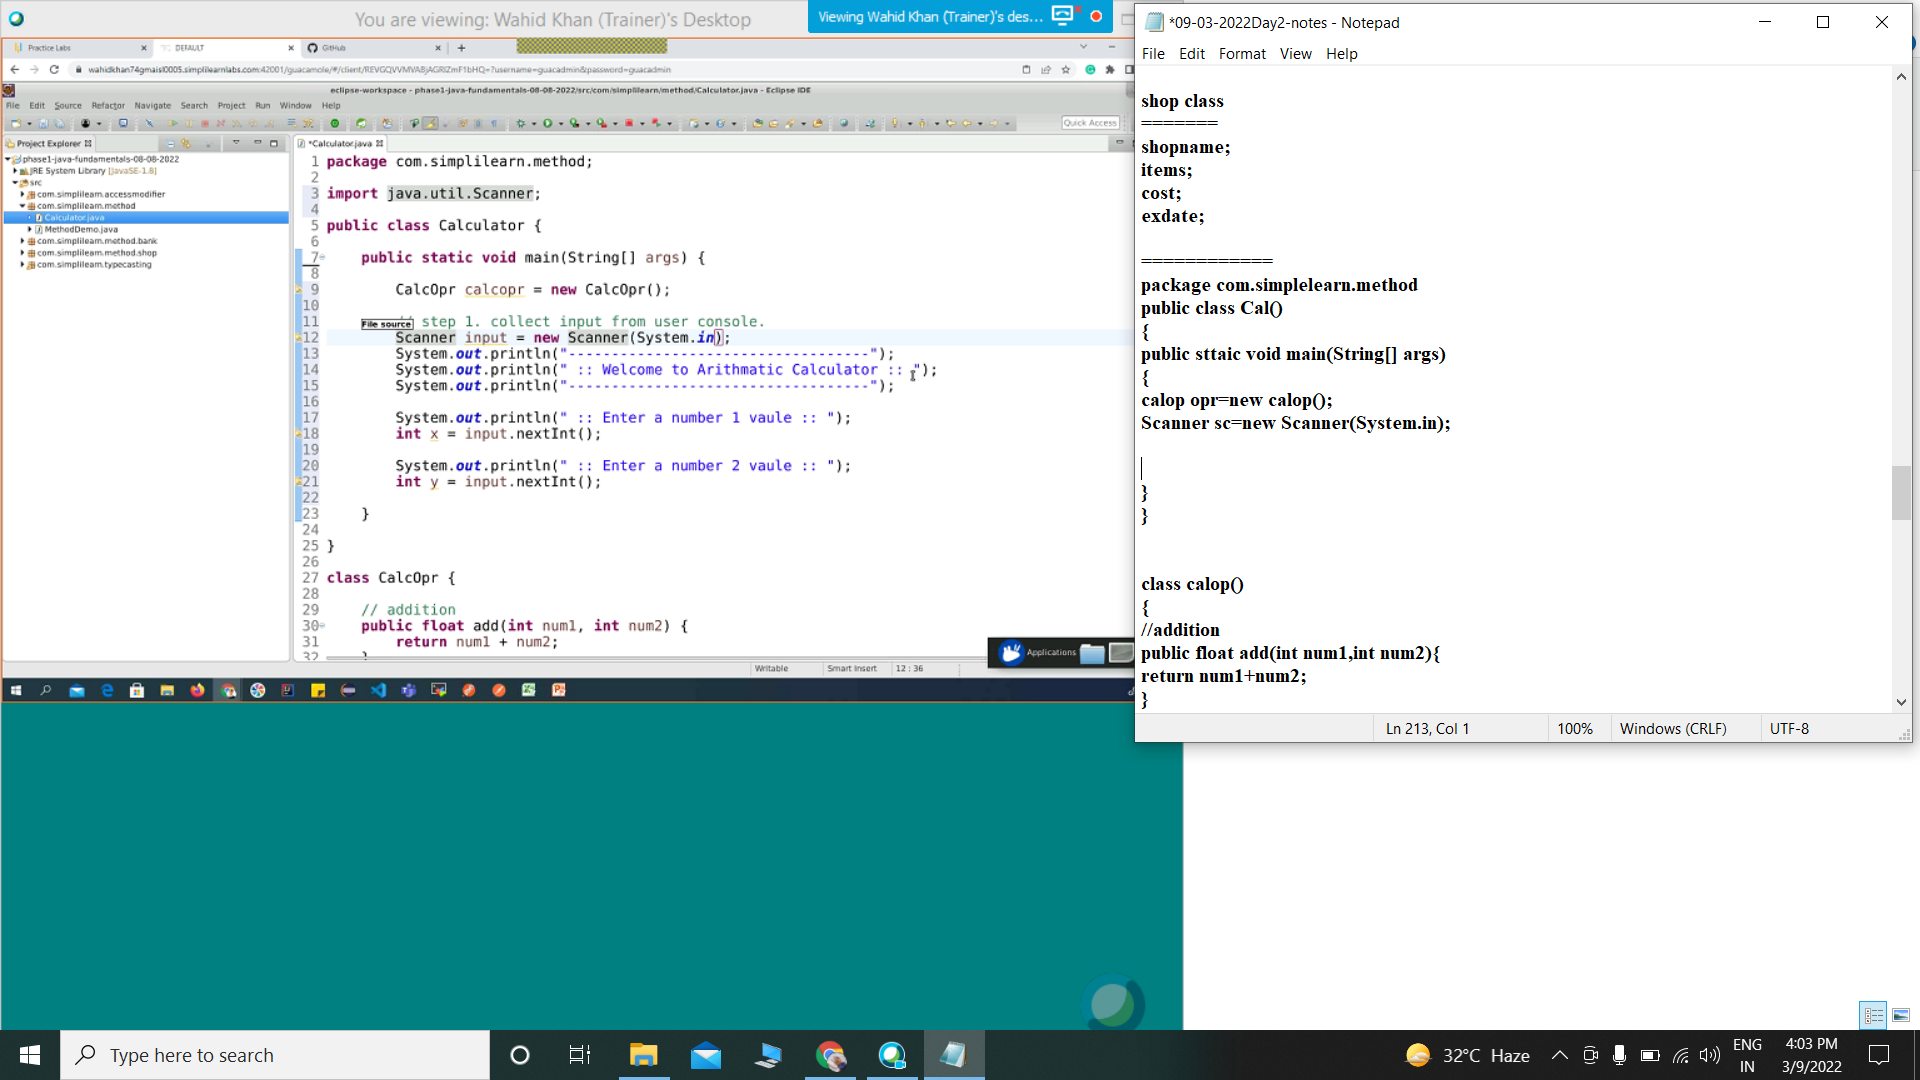 You are viewing: Wahid Khan (Trainer)'s Desktop
Viewing Wahid Khan (Trainer)'s des...
Practice Labs
DEFAULT
GitHub
wahidkhan74gmaisl0005.simplilearnlabs.com:42001/guacamole/#/client/REVGQVVMVABjAGRlZmF1bHQ=?username=guacadmin&password=guacadmin
eclipse-workspace - phase1-java-fundamentals-08-08-2022/src/com/simplilearn/method/Calculator.java - Eclipse IDE
File Edit Source Refactor Navigate Search Project Run Window Help
Quick Access
Project Explorer
phase1-java-fundamentals-08-08-2022
JRE System Library [JavaSE-1.8]
src
com.simplilearn.accessmodifier
com.simplilearn.method
Calculator.java
MethodDemo.java
com.simplilearn.method.bank
com.simplilearn.method.shop
com.simplilearn.typecasting
*Calculator.java
1 package com.simplilearn.method;
2
3 import java.util.Scanner;
4
5 public class Calculator {
6
7 public static void main(String[] args) {
8
9 CalcOpr calcopr = new CalcOpr();
10
11 // step 1. collect input from user console.
File source
12 Scanner input = new Scanner(System.in);
13 System.out.println("-----------------------------------");
14 System.out.println(" :: Welcome to Arithmatic Calculator :: ");
15 System.out.println("-----------------------------------");
16
17 System.out.println(" :: Enter a number 1 vaule :: ");
18 int x = input.nextInt();
19
20 System.out.println(" :: Enter a number 2 vaule :: ");
21 int y = input.nextInt();
22
23 }
24
25 }
26
27 class CalcOpr {
28
29 // addition
30 public float add(int num1, int num2) {
31 return num1 + num2;
32 }
Applications
Writable Smart Insert 12 : 36
*09-03-2022Day2-notes - Notepad
File Edit Format View Help
shop class
=======
shopname;
items;
cost;
exdate;
============
package com.simplelearn.method
public class Cal()
{
public sttaic void main(String[] args)
{
calop opr=new calop();
Scanner sc=new Scanner(System.in);
}
}
class calop()
{
//addition
public float add(int num1,int num2){
return num1+num2;
}
Ln 213, Col 1 100% Windows (CRLF) UTF-8
Type here to search
32°C Haze
ENG
IN
4:03 PM
3/9/2022